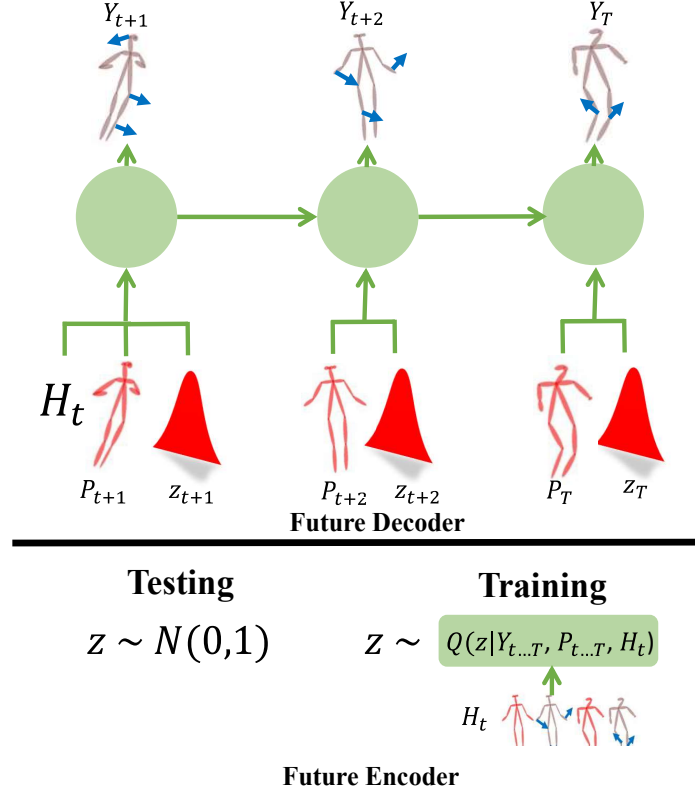 Y_{t+1} Y_{t+2} Y_T
H_t
P_{t+1} z_{t+1} P_{t+2} z_{t+2} P_T z_T
Future Decoder
Testing Training
z ~ N(0,1) z ~ Q(z|Y_{t...T}, P_{t...T}, H_t)
H_t
Future Encoder